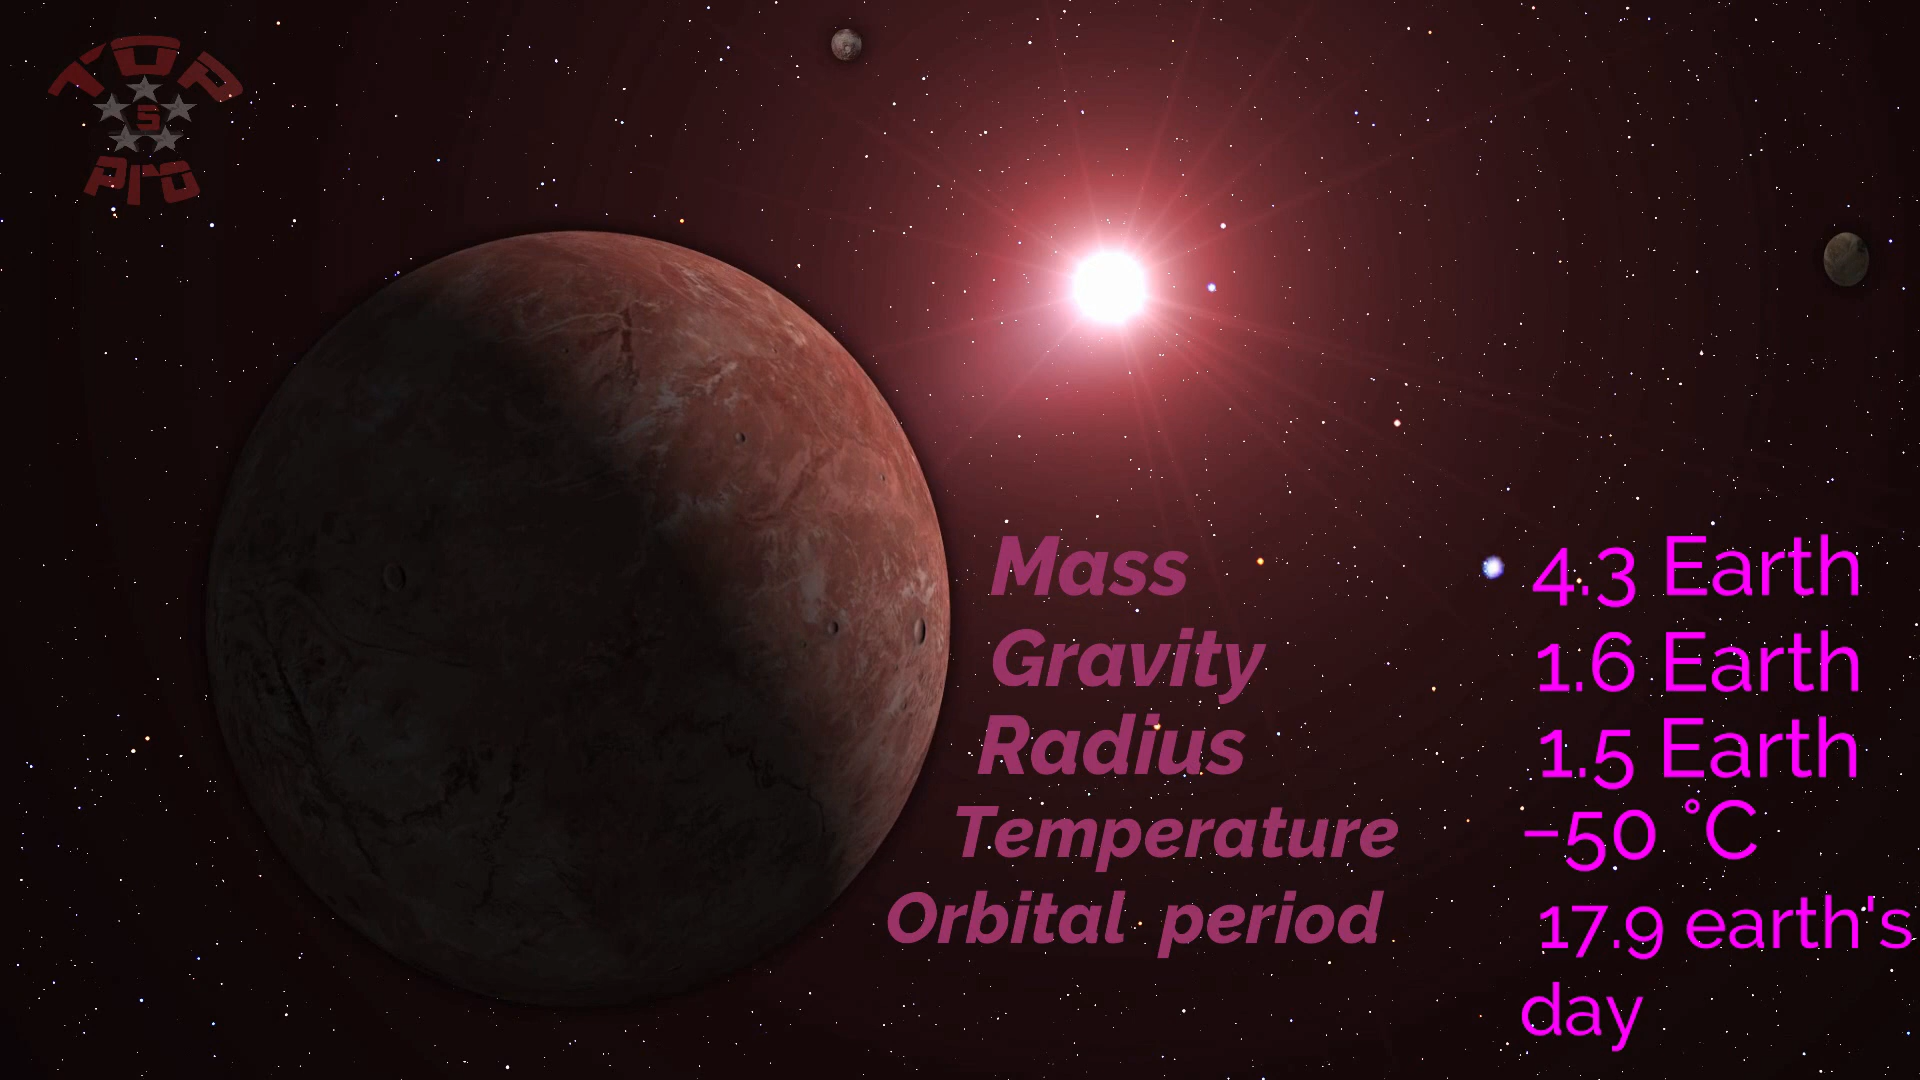 TOP
5
Pro
Mass 4.3 Earth
Gravity 1.6 Earth
Radius 1.5 Earth
Temperature −50 °C
Orbital period 17.9 earth's
day